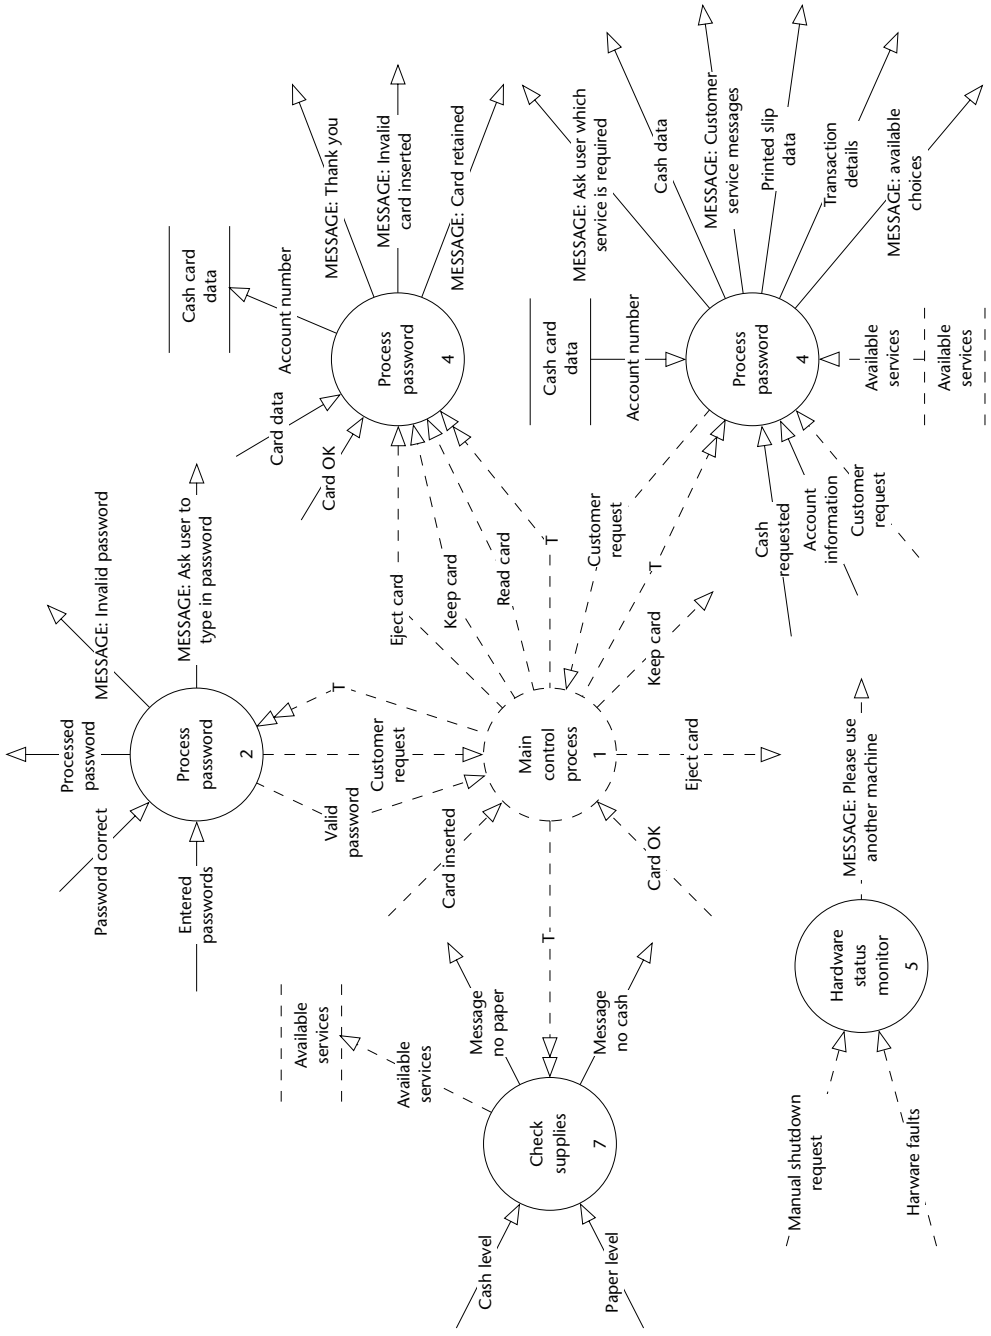 Processed
password
MESSAGE: Invalid password
Password correct
Process
password
2
MESSAGE: Ask user to
type in password
Entered
passwords
T
Customer
request
Valid
password
Cash card
data
Account number
Card data
Card OK
MESSAGE: Thank you
MESSAGE: Invalid
card inserted
MESSAGE: Card retained
Process
password
4
Eject card
Keep card
Read card
T
Available
services
Available
services
Message
no paper
Message
no cash
Cash level
Paper level
Check
supplies
7
T
Card inserted
Main
control
process
1
Card OK
Eject card
Keep card
Customer
request
T
MESSAGE: Ask user which
service is required
Cash data
MESSAGE: Customer
service messages
Printed slip
data
Transaction
details
MESSAGE: available
choices
Cash card
data
Account number
Process
password
4
Available
services
Available
services
Cash
requested
Account
information
Customer
request
Manual shutdown
request
Harware faults
Hardware
status
monitor
5
MESSAGE: Please use
another machine